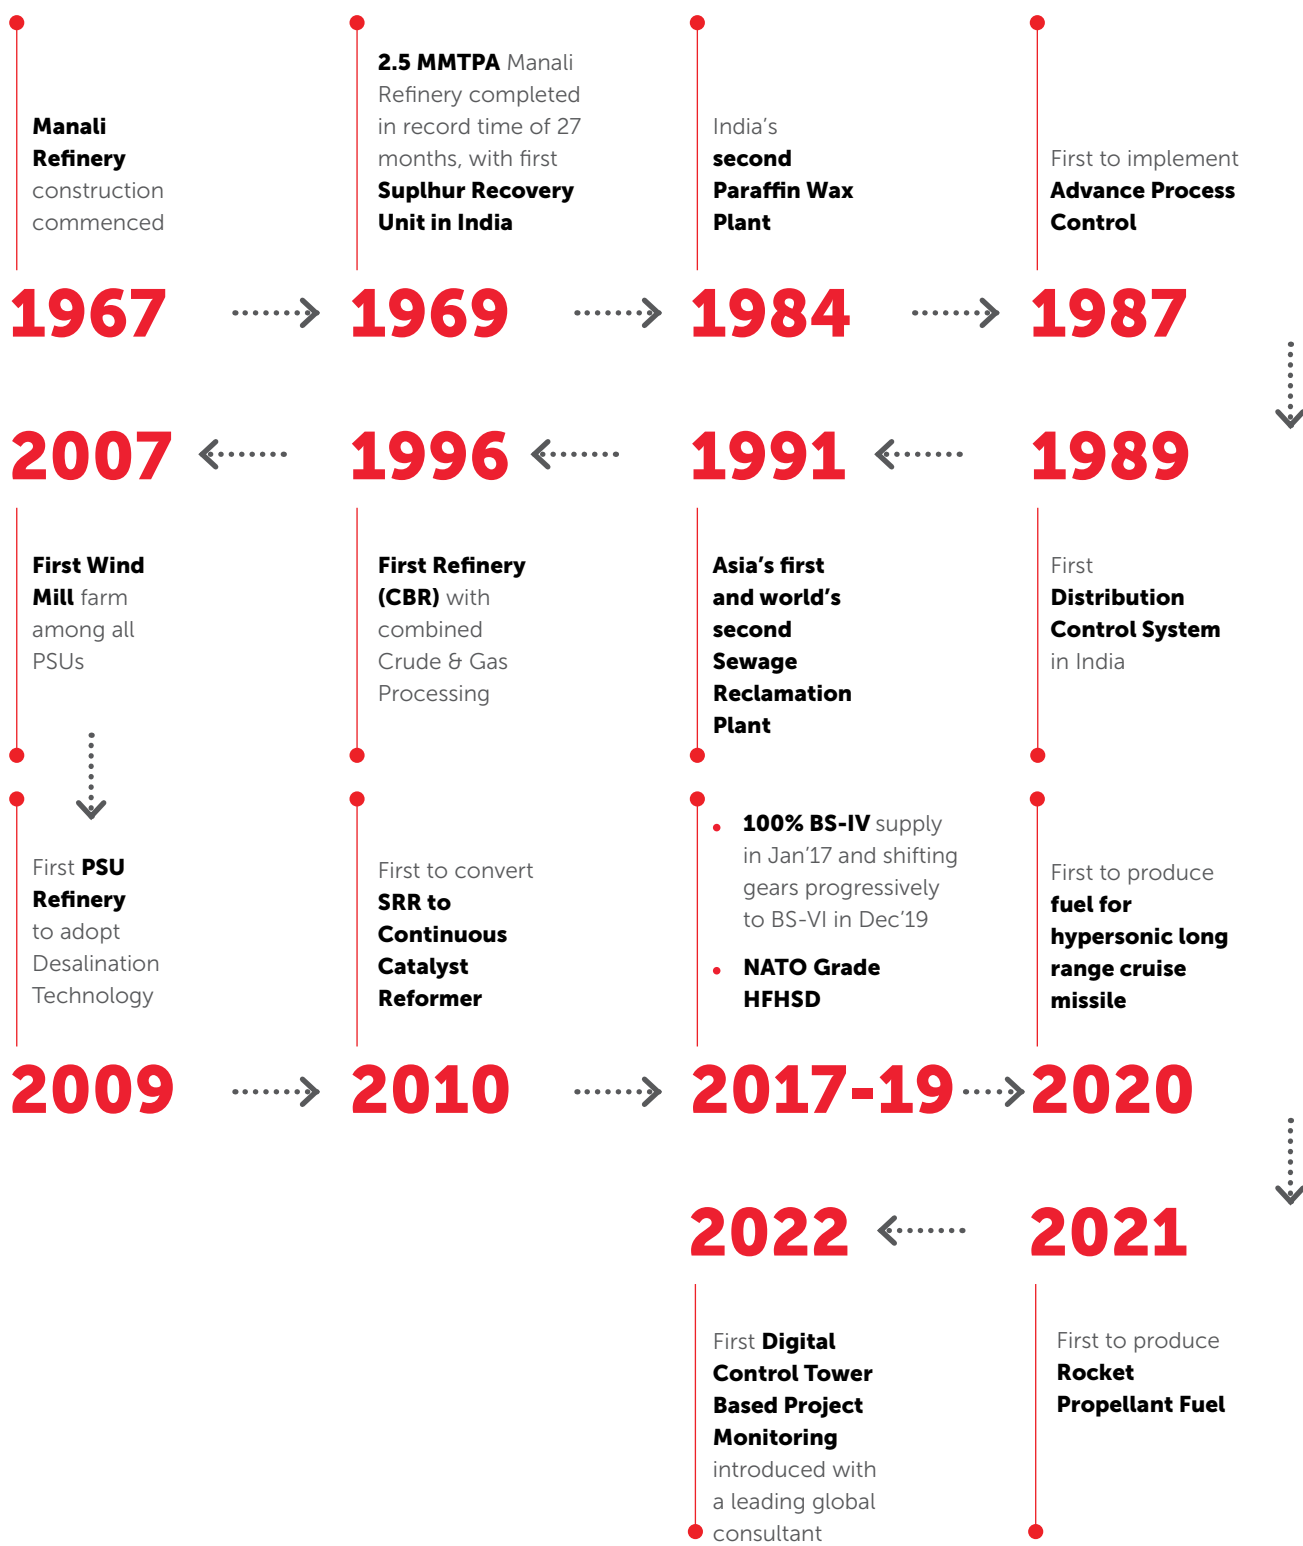 Manali
Refinery
construction
commenced
1967
2.5 MMTPA Manali
Refinery completed
in record time of 27
months, with first
Suplhur Recovery
Unit in India
1969
India's
second
Paraffin Wax
Plant
1984
First to implement
Advance Process
Control
1987
1989
First
Distribution
Control System
in India
1991
Asia's first
and world's
second
Sewage
Reclamation
Plant
1996
First Refinery
(CBR) with
combined
Crude & Gas
Processing
2007
First Wind
Mill farm
among all
PSUs
First PSU
Refinery
to adopt
Desalination
Technology
2009
First to convert
SRR to
Continuous
Catalyst
Reformer
2010
• 100% BS-IV supply
in Jan'17 and shifting
gears progressively
to BS-VI in Dec'19
• NATO Grade
HFHSD
2017-19
First to produce
fuel for
hypersonic long
range cruise
missile
2020
2021
First to produce
Rocket
Propellant Fuel
2022
First Digital
Control Tower
Based Project
Monitoring
introduced with
a leading global
consultant